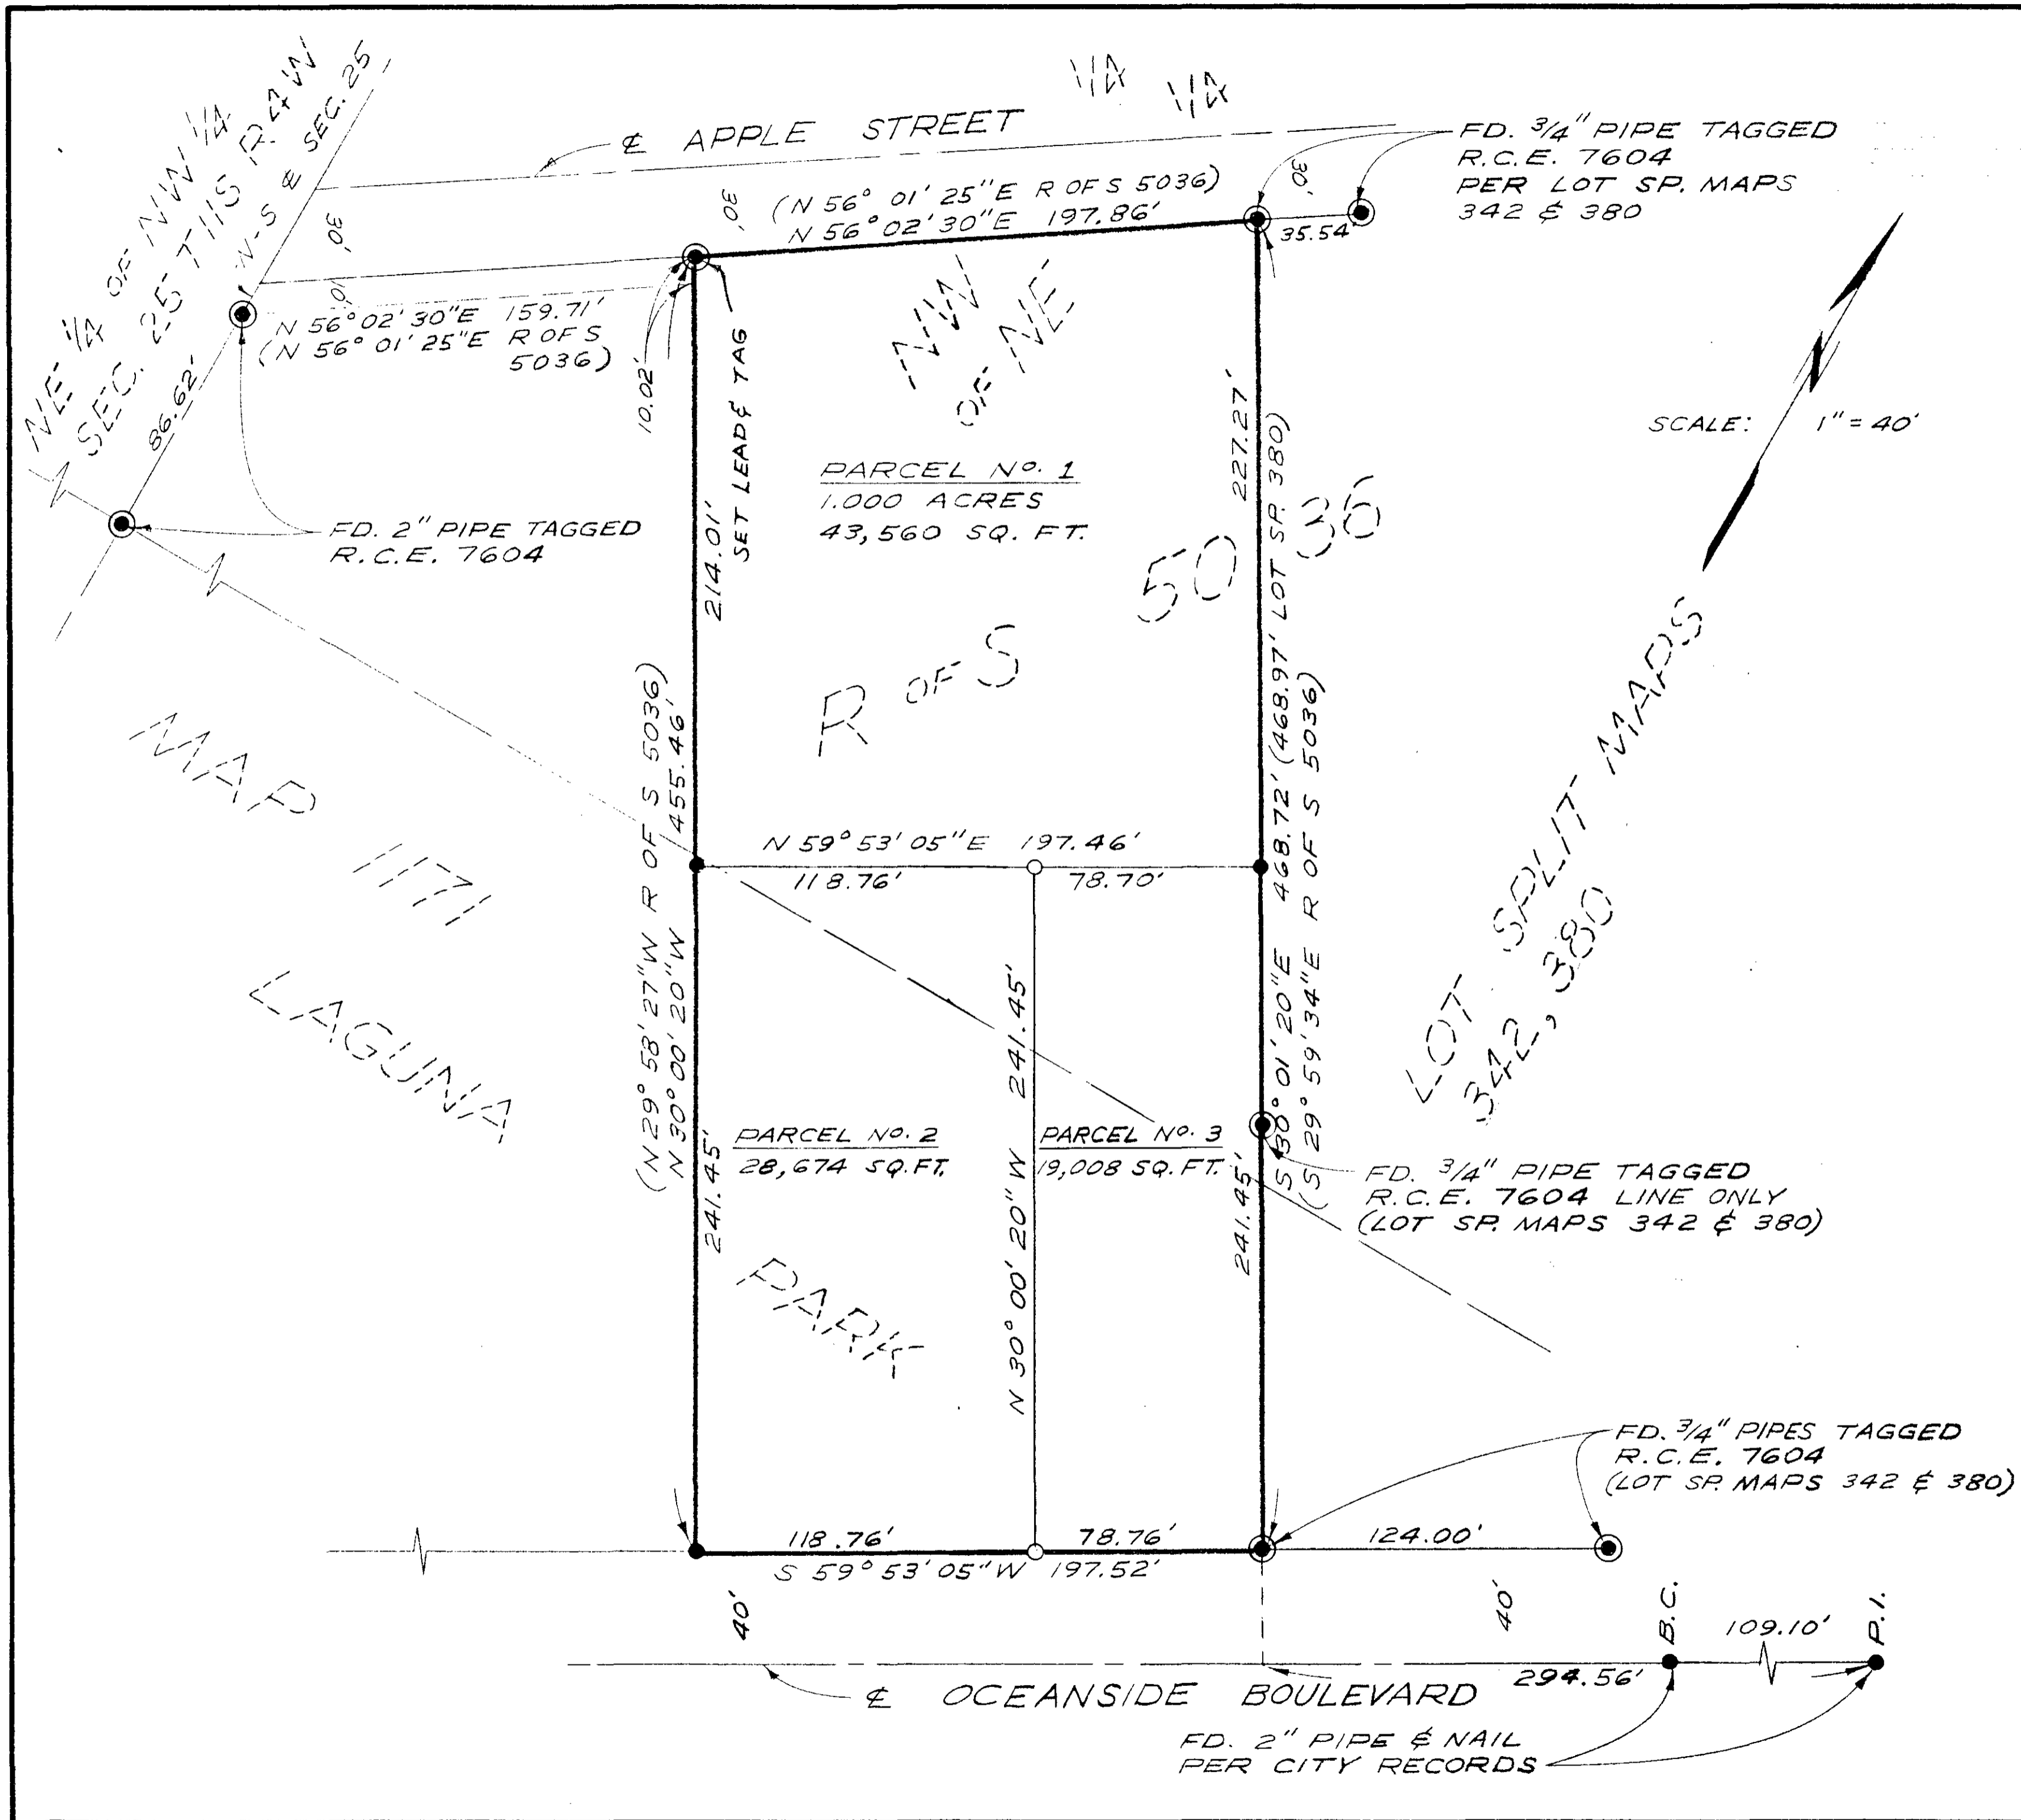 NE 1/4 OF NW 1/4
SEC. 25 T11S R4W
N-S ℄ SEC. 25
1/4 1/4
℄ APPLE STREET
FD. 3/4" PIPE TAGGED
R.C.E. 7604
PER LOT SP. MAPS
342 & 380
30'
30'
30'
10'
(N 56° 01' 25"E R OF S 5036)
N 56° 02' 30"E 197.86'
35.54'
N 56° 02' 30"E 159.71'
(N 56° 01' 25"E R OF S
5036)
86.62'
10.02'
SET LEAD & TAG
NW
OF NE
SCALE: 1" = 40'
FD. 2" PIPE TAGGED
R.C.E. 7604
PARCEL No. 1
1.000 ACRES
43,560 SQ. FT.
214.01'
227.27'
R OF S 5036
MAP 1171
LAGUNA
PARK
LOT SPLIT MAPS
342, 380
(N 29° 58' 27"W R OF S 5036)
N 30° 00' 20"W 455.46'
S 30° 01' 20"E 468.72' (468.97' LOT SP. 380)
(S 29° 59' 34"E R OF S 5036)
N 59° 53' 05"E 197.46'
118.76' 78.70'
N 30° 00' 20" W 241.45'
PARCEL No. 2
28,674 SQ.FT.
PARCEL No. 3
19,008 SQ.FT.
241.45'
241.45'
FD. 3/4" PIPE TAGGED
R.C.E. 7604 LINE ONLY
(LOT SP. MAPS 342 & 380)
FD. 3/4" PIPES TAGGED
R.C.E. 7604
(LOT SP. MAPS 342 & 380)
118.76' 78.76' 124.00'
S 59° 53' 05"W 197.52'
40'
40'
B.C.
109.10'
P.I.
294.56'
℄ OCEANSIDE BOULEVARD
FD. 2" PIPE & NAIL
PER CITY RECORDS